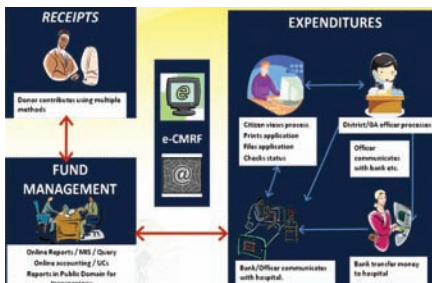 RECEIPTS
Donor contributes using multiple
methods
FUND
MANAGEMENT
Online Reports / MIS / Query
Online accounting / UCs
Reports in Public Domain for
e-CMRF
EXPENDITURES
Citizen views process
Prints application
Files application
Checks status
District/GA officer processes
Officer
communicates
with bank etc.
Bank/Officer communicates
with hospital.
Bank transfer money
to hospital